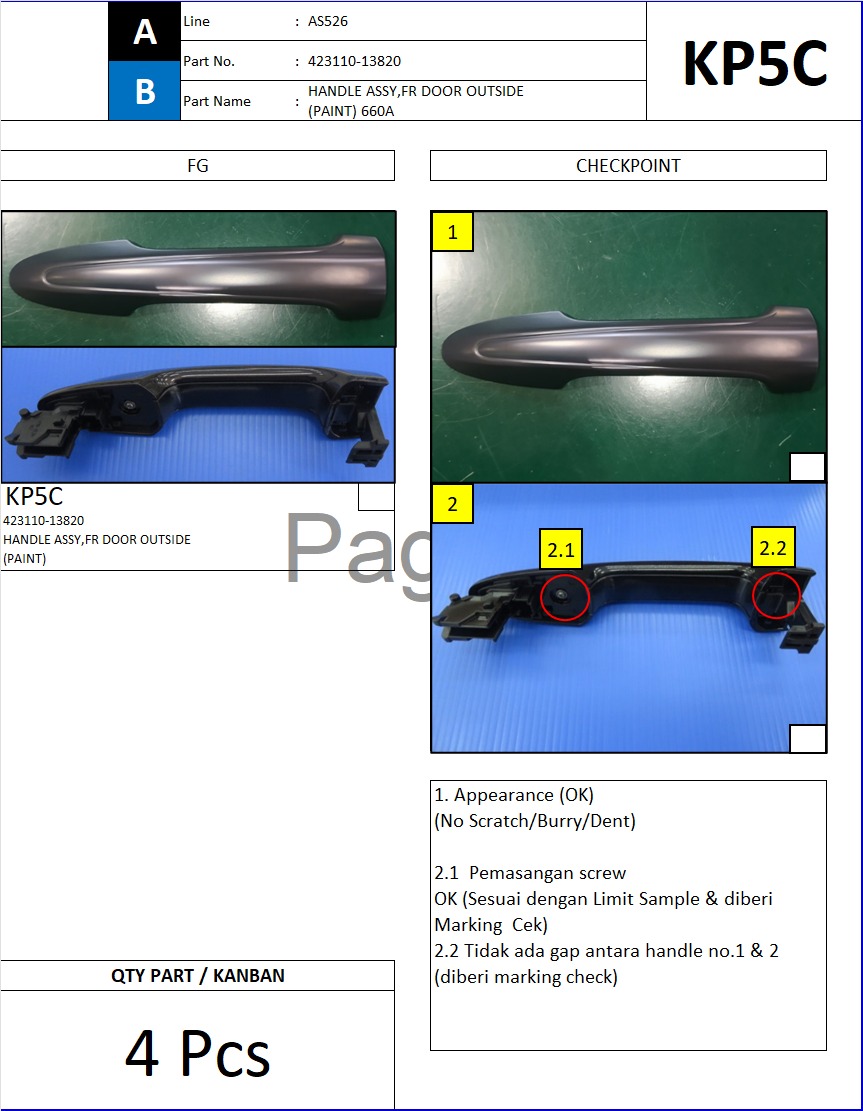 A
B
Line : AS526
Part No. : 423110-13820
Part Name : HANDLE ASSY,FR DOOR OUTSIDE
(PAINT) 660A
KP5C
FG
CHECKPOINT
1
2
2.1
2.2
KP5C
423110-13820
HANDLE ASSY,FR DOOR OUTSIDE
(PAINT)
Pag
1. Appearance (OK)
(No Scratch/Burry/Dent)
2.1  Pemasangan screw
OK (Sesuai dengan Limit Sample & diberi
Marking  Cek)
2.2 Tidak ada gap antara handle no.1 & 2
(diberi marking check)
QTY PART / KANBAN
4 Pcs